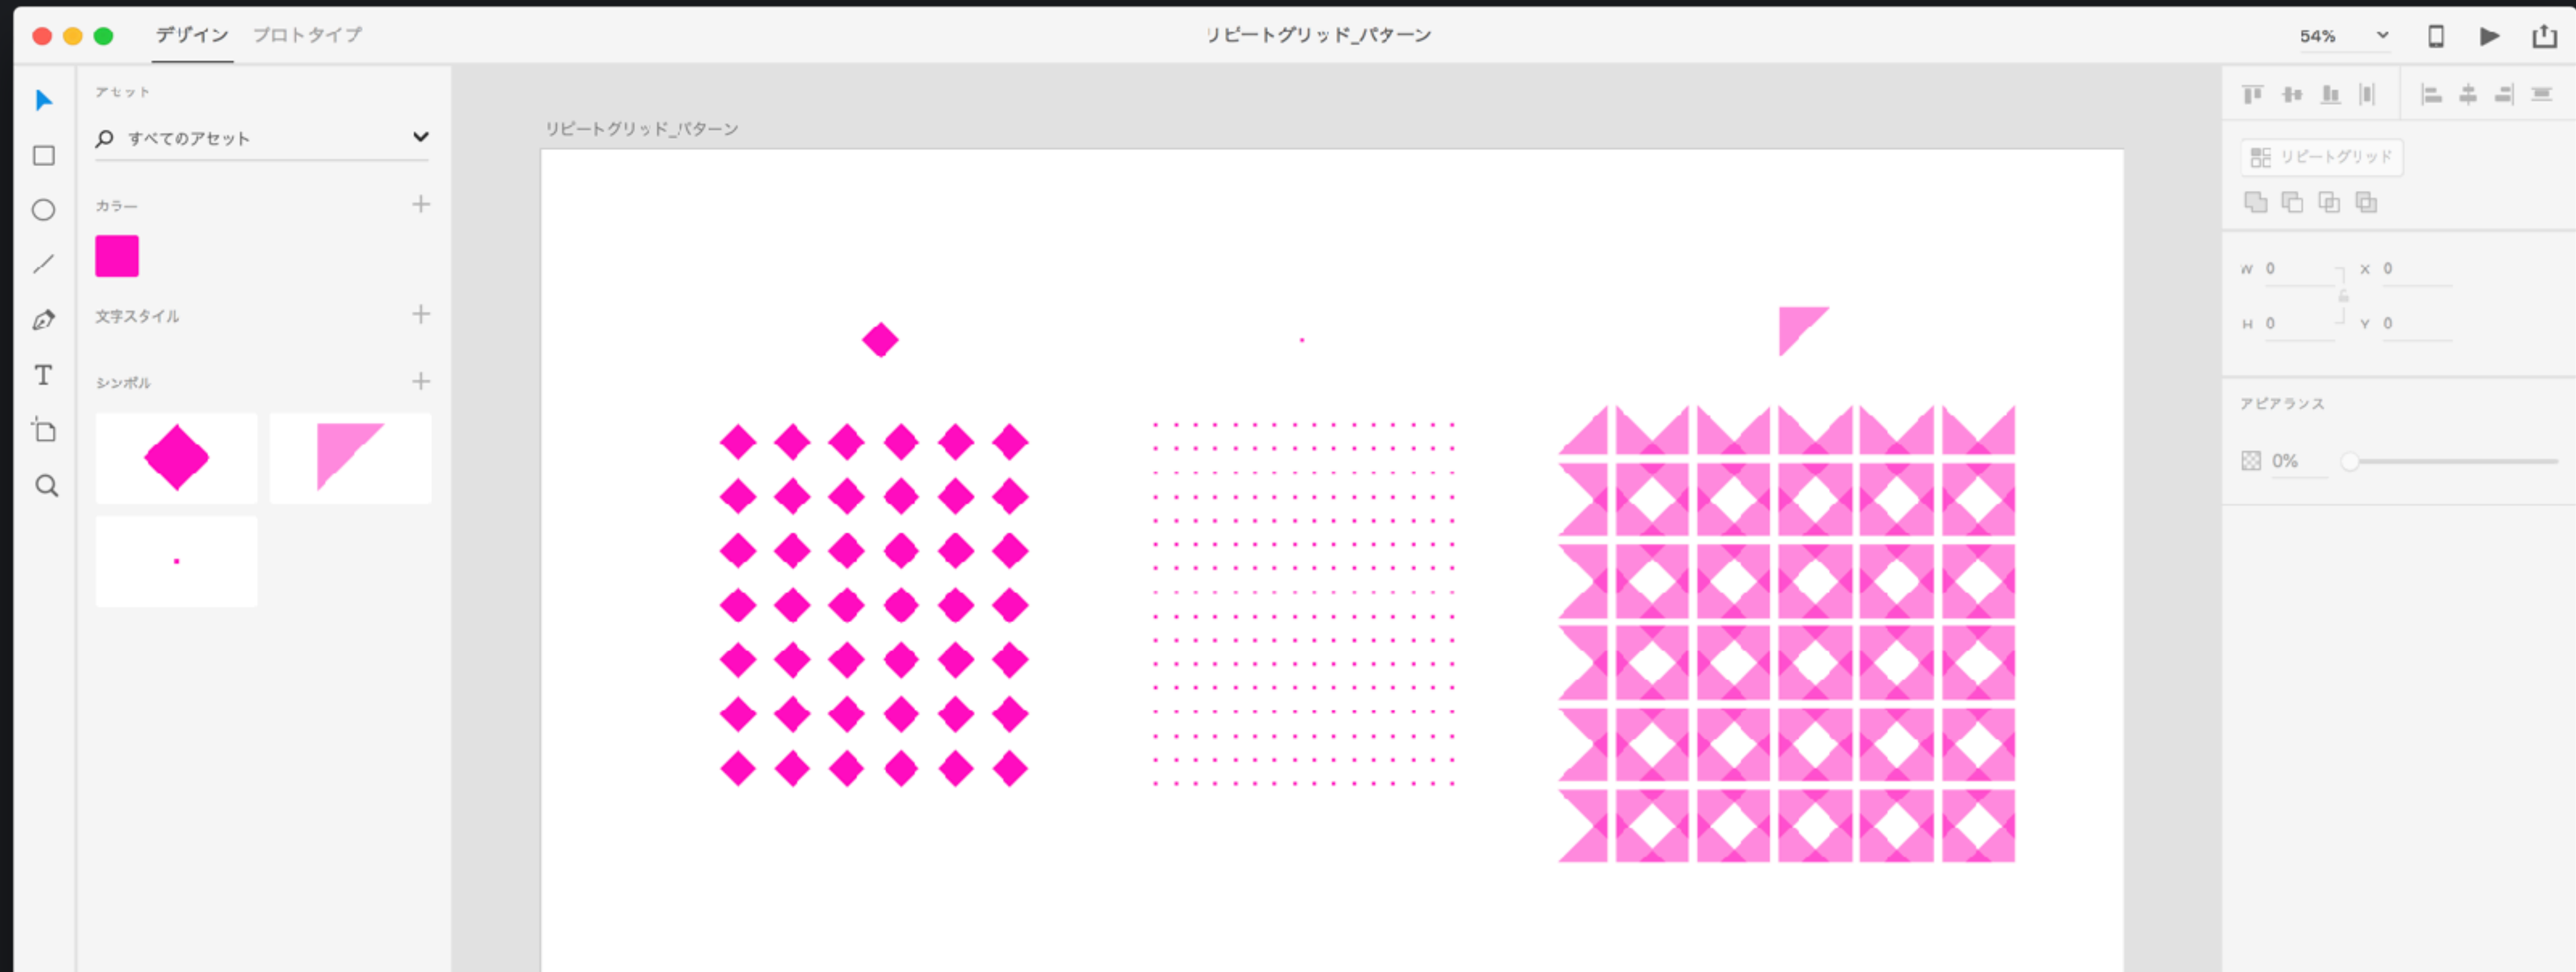 デザイン プロトタイプ リピートグリッド_パターン 54%
アセット
すべてのアセット
カラー
文字スタイル
シンボル
T
リピートグリッド_パターン
リピートグリッド
W 0 X 0
H 0 Y 0
アピアランス
0%